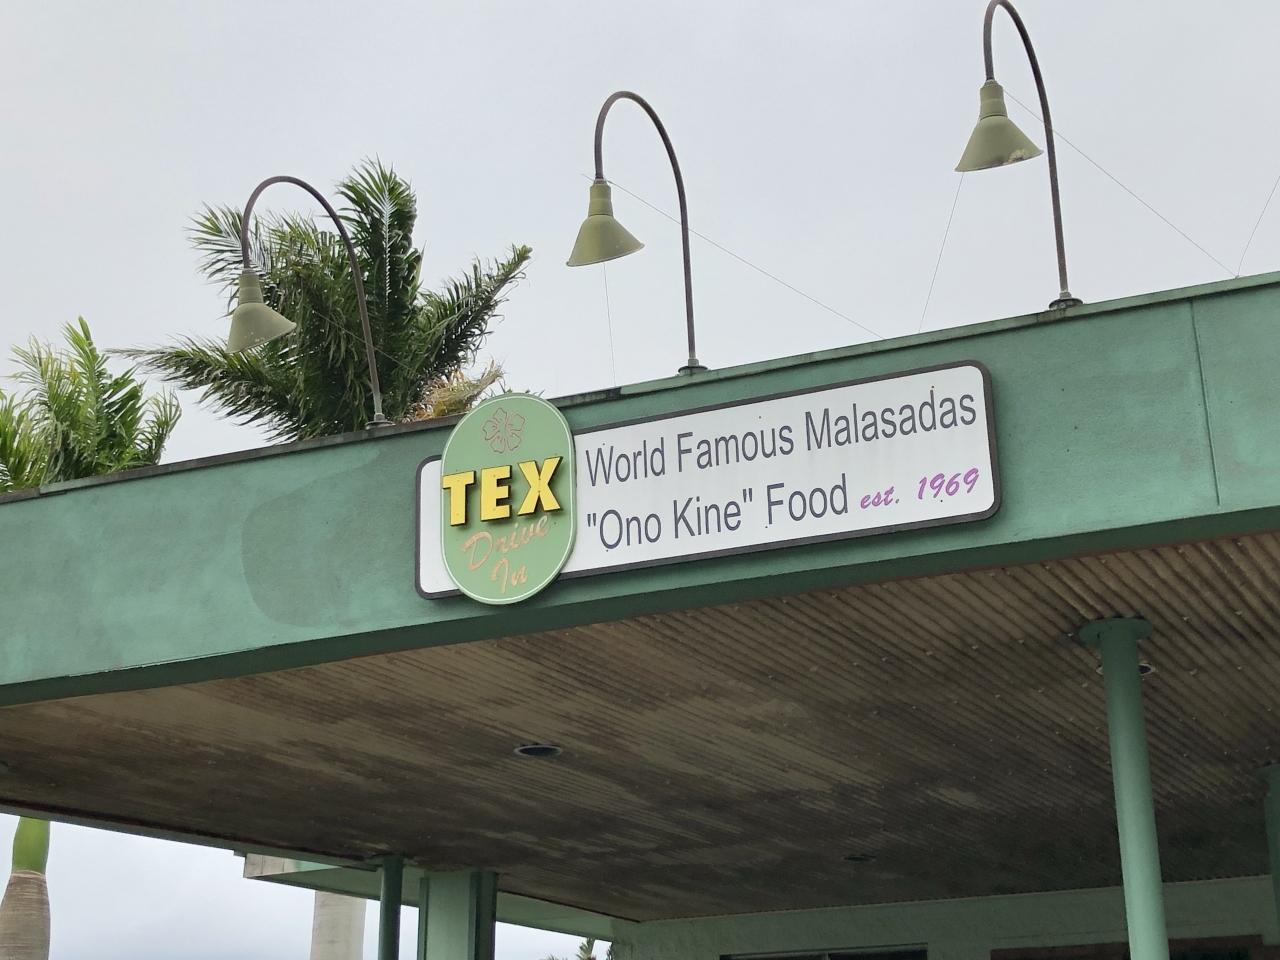 TEX
Drive
In
World Famous Malasadas
"Ono Kine" Food est. 1969